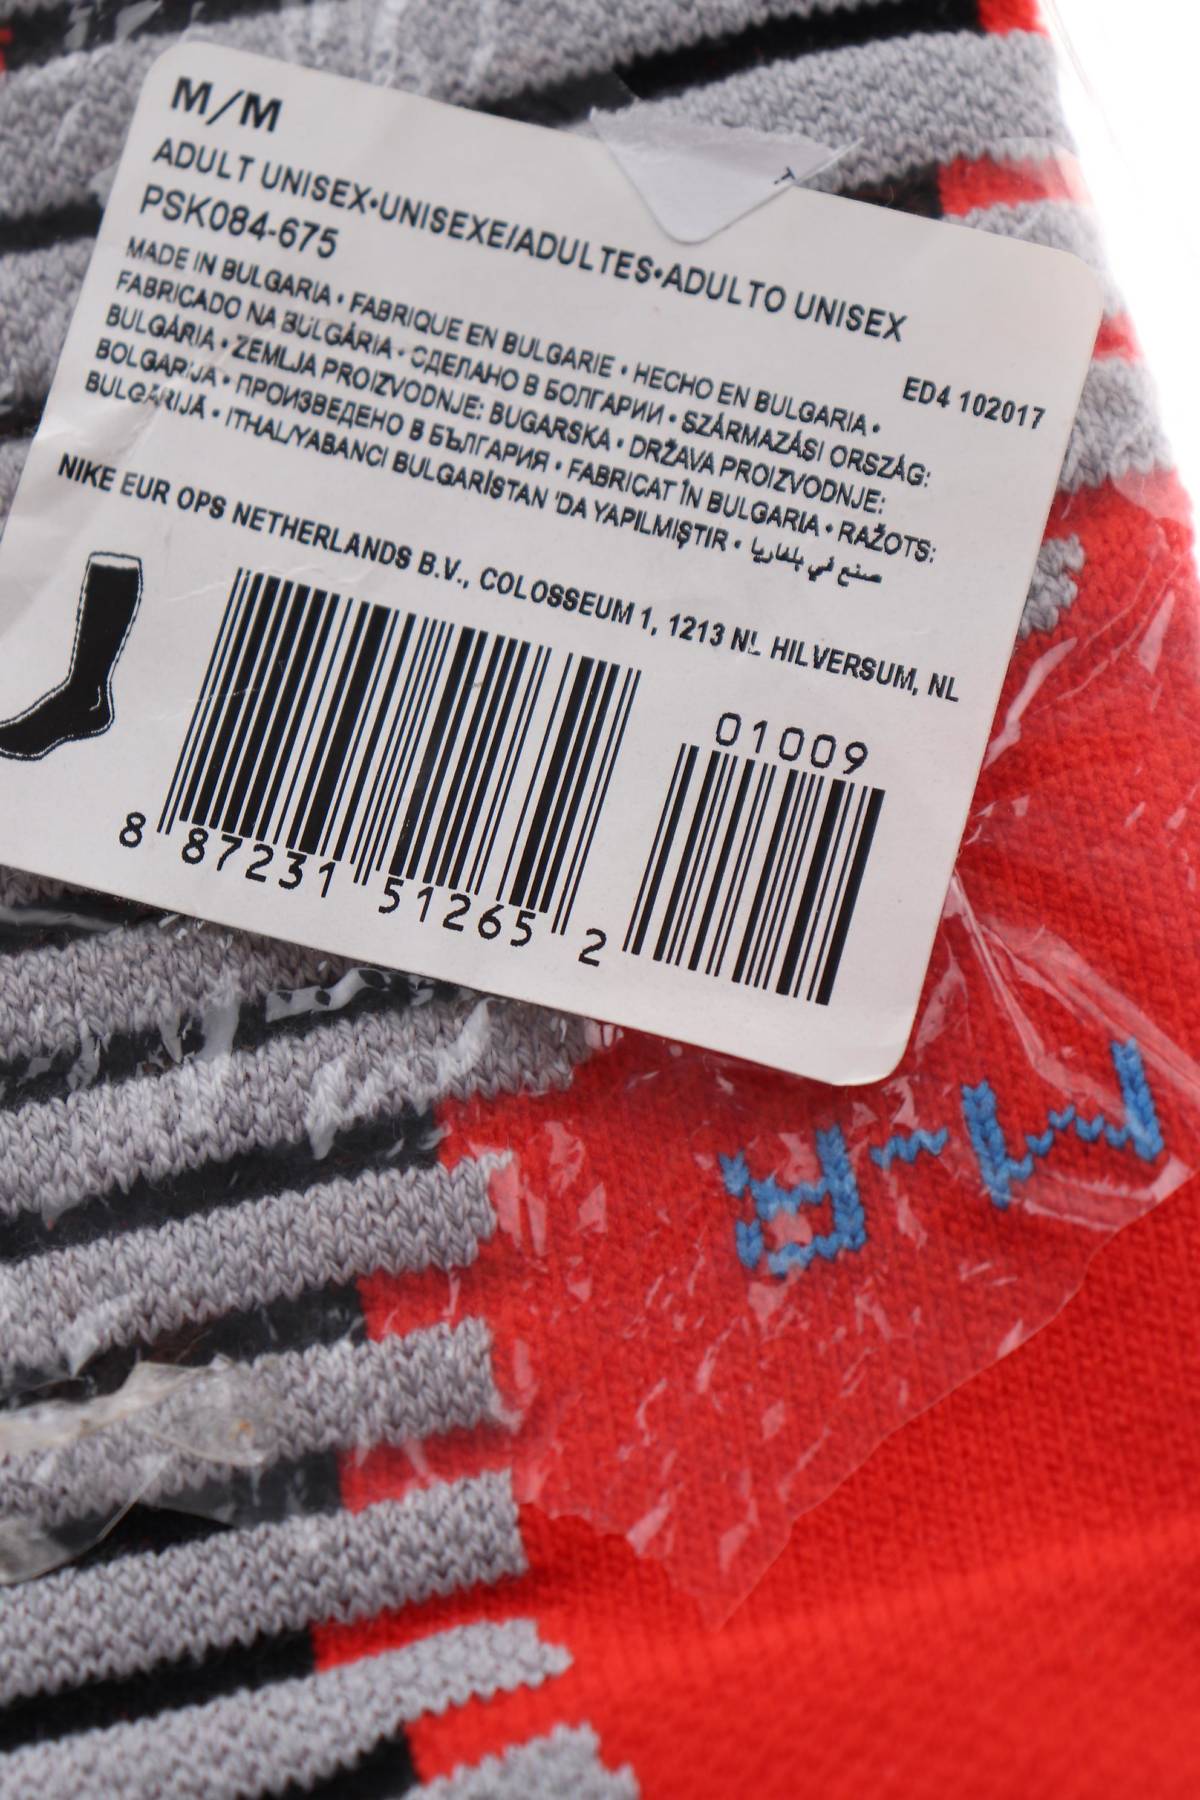 M/M
ADULT UNISEX•UNISEXE/ADULTES•ADULTO UNISEX
PSK084-675
ED4 102017
MADE IN BULGARIA • FABRIQUE EN BULGARIE • HECHO EN BULGARIA •
FABRICADO NA BULGÁRIA • СДЕЛАНО В БОЛГАРИИ • SZÁRMAZÁSI ORSZÁG:
BULGÁRIA • ZEMLJA PROIZVODNJE: BUGARSKA • DRŽAVA PROIZVODNJE:
BOLGARIJA • ПРОИЗВЕДЕНО В БЪЛГАРИЯ • FABRICAT ÎN BULGARIA • RAŽOTS:
BULGĀRIJĀ • ITHAL/YABANCI BULGARİSTAN 'DA YAPILMIŞTIR • صنع في بلغاريا
NIKE EUR OPS NETHERLANDS B.V., COLOSSEUM 1, 1213 NL HILVERSUM, NL
01009
8 87231 51265 2
M-R